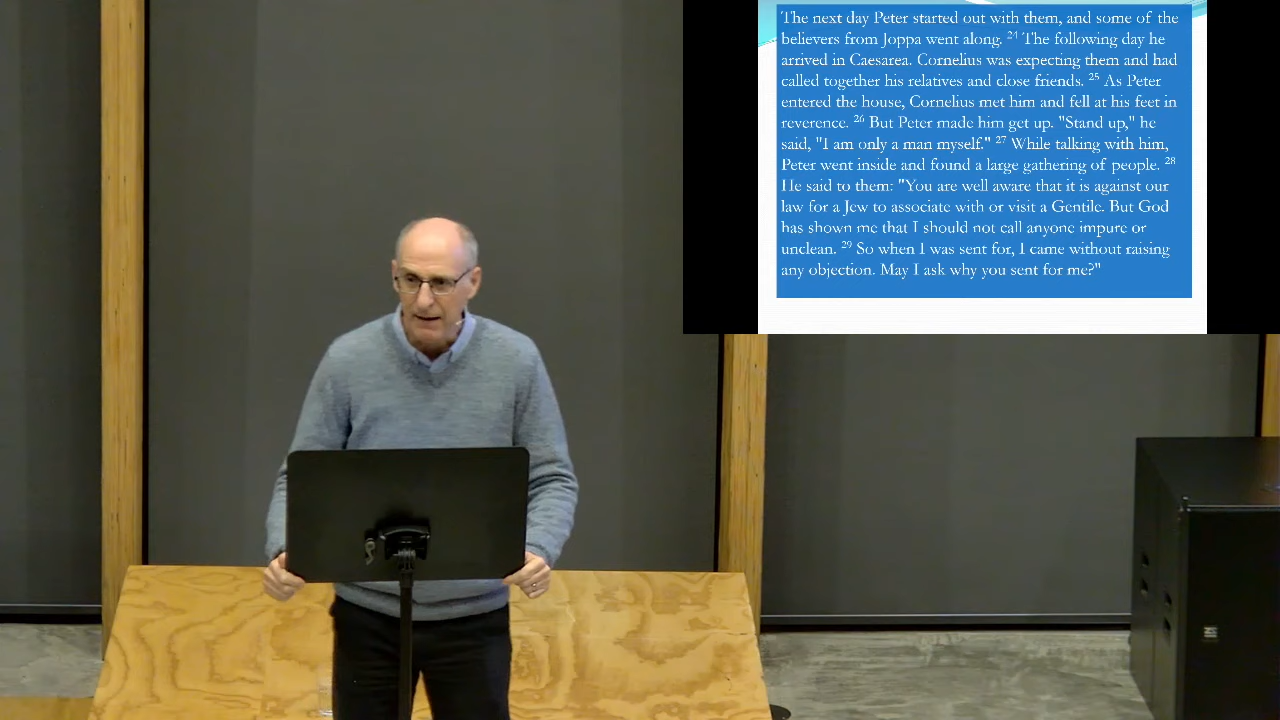 The next day Peter started out with them, and some of the
believers from Joppa went along. 24 The following day he
arrived in Caesarea. Cornelius was expecting them and had
called together his relatives and close friends. 25 As Peter
entered the house, Cornelius met him and fell at his feet in
reverence. 26 But Peter made him get up. "Stand up," he
said, "I am only a man myself." 27 While talking with him,
Peter went inside and found a large gathering of people. 28
He said to them: "You are well aware that it is against our
law for a Jew to associate with or visit a Gentile. But God
has shown me that I should not call anyone impure or
unclean. 29 So when I was sent for, I came without raising
any objection. May I ask why you sent for me?"